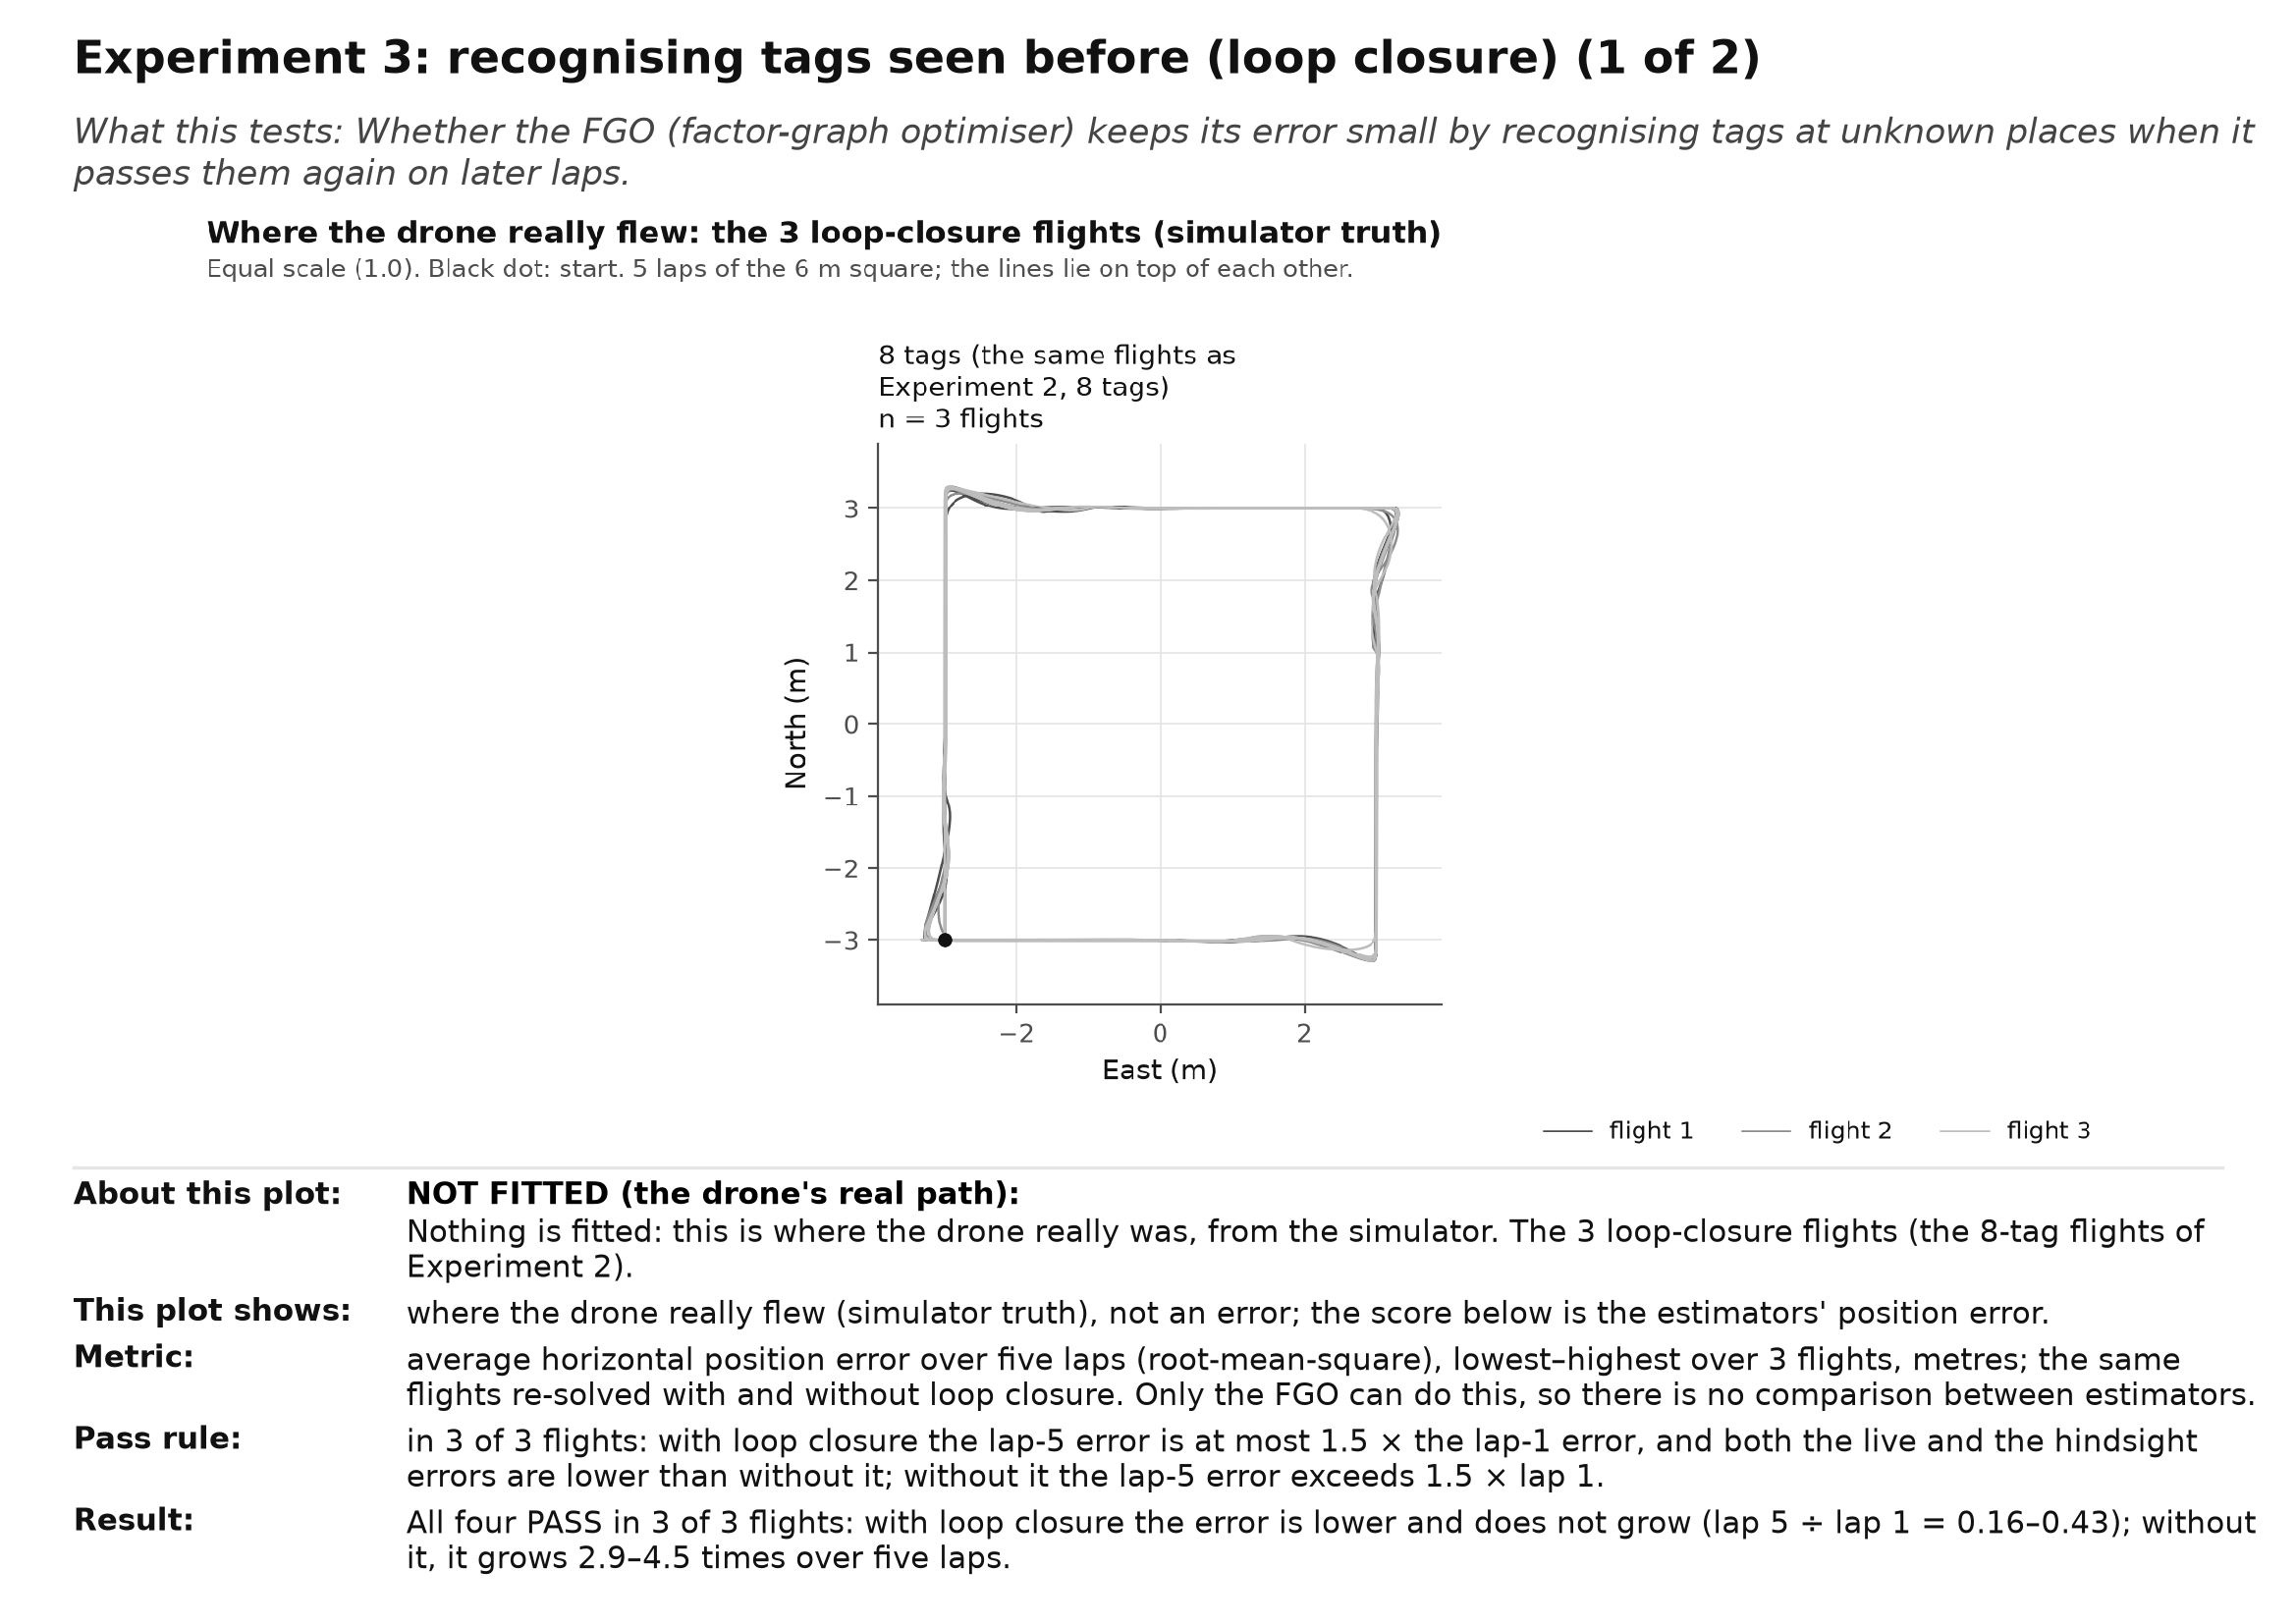 Experiment 3: recognising tags seen before (loop closure) (1 of 2)
What this tests: Whether the FGO (factor-graph optimiser) keeps its error small by recognising tags at unknown places when it
passes them again on later laps.
Where the drone really flew: the 3 loop-closure flights (simulator truth)
Equal scale (1.0). Black dot: start. 5 laps of the 6 m square; the lines lie on top of each other.
8 tags (the same flights as
Experiment 2, 8 tags)
n = 3 flights
3
2
1
0
−1
−2
−3
North (m)
−2 0 2
East (m)
flight 1 flight 2 flight 3
About this plot: NOT FITTED (the drone's real path):
Nothing is fitted: this is where the drone really was, from the simulator. The 3 loop-closure flights (the 8-tag flights of
Experiment 2).
This plot shows: where the drone really flew (simulator truth), not an error; the score below is the estimators' position error.
Metric: average horizontal position error over five laps (root-mean-square), lowest–highest over 3 flights, metres; the same
flights re-solved with and without loop closure. Only the FGO can do this, so there is no comparison between estimators.
Pass rule: in 3 of 3 flights: with loop closure the lap-5 error is at most 1.5 × the lap-1 error, and both the live and the hindsight
errors are lower than without it; without it the lap-5 error exceeds 1.5 × lap 1.
Result: All four PASS in 3 of 3 flights: with loop closure the error is lower and does not grow (lap 5 ÷ lap 1 = 0.16–0.43); without
it, it grows 2.9–4.5 times over five laps.